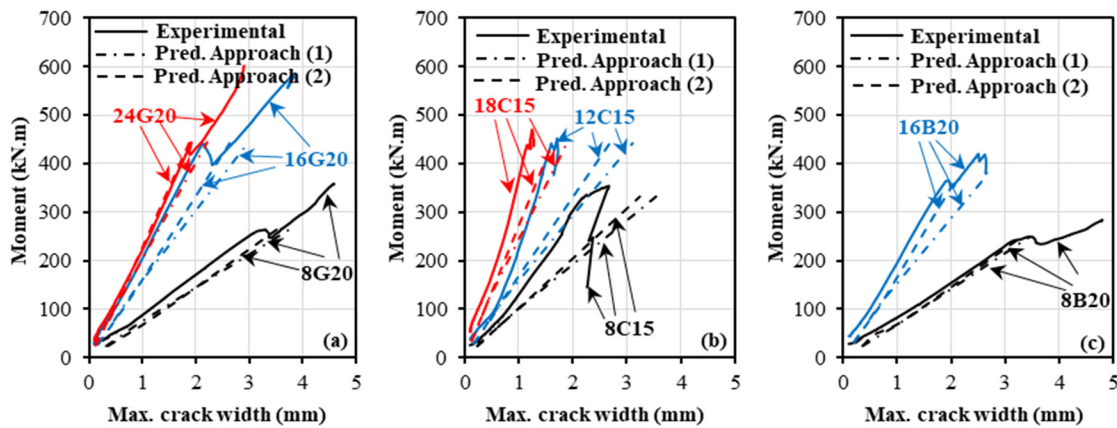 700
600
500
400
300
200
100
0
Moment (kN.m)
Experimental
Pred. Approach (1)
Pred. Approach (2)
24G20
16G20
8G20
(a)
0 1 2 3 4 5
Max. crack width (mm)
700
600
500
400
300
200
100
0
Moment (kN.m)
Experimental
Pred. Approach (1)
Pred. Approach (2)
18C15
12C15
8C15
(b)
0 1 2 3 4 5
Max. crack width (mm)
700
600
500
400
300
200
100
0
Moment (kN.m)
Experimental
Pred. Approach (1)
Pred. Approach (2)
16B20
8B20
(c)
0 1 2 3 4 5
Max. crack width (mm)